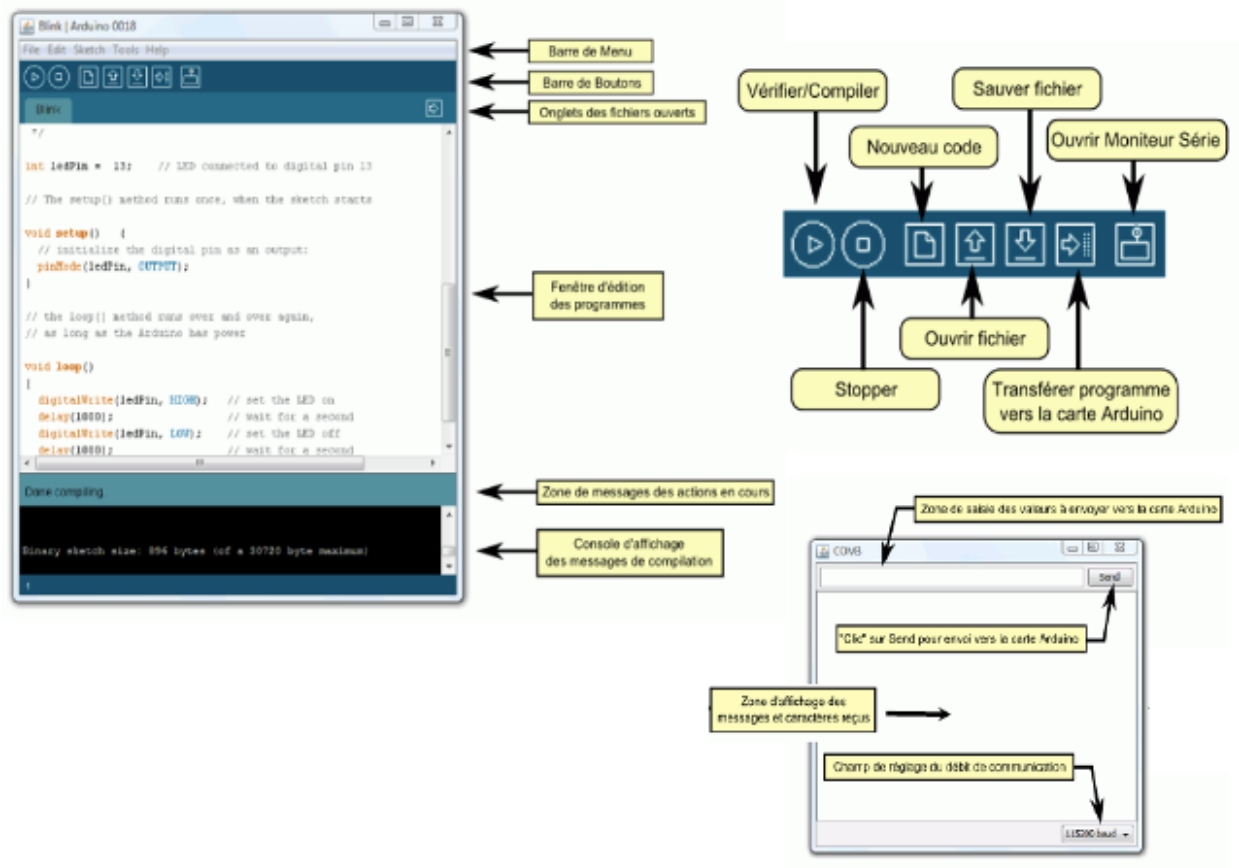 Blink | Arduino 0018
File Edit Sketch Tools Help
Blink
*/
int ledPin = 13; // LED connected to digital pin 13
// The setup() method runs once, when the sketch starts
void setup() {
// initialize the digital pin as an output:
pinMode(ledPin, OUTPUT);
}
// the loop() method runs over and over again,
// as long as the Arduino has power
void loop()
{
digitalWrite(ledPin, HIGH); // set the LED on
delay(1000); // wait for a second
digitalWrite(ledPin, LOW); // set the LED off
delay(1000); // wait for a second
Done compiling.
Binary sketch size: 896 bytes (of a 30720 byte maximum)
Barre de Menu
Barre de Boutons
Onglets des fichiers ouverts
Fenêtre d'édition
des programmes
Zone de messages des actions en cours
Console d'affichage
des messages de compilation
Vérifier/Compiler
Sauver fichier
Nouveau code
Ouvrir Moniteur Série
Ouvrir fichier
Stopper
Transférer programme
vers la carte Arduino
Zone de saisie des valeurs à envoyer vers la carte Arduino
COM8
Send
"Clic" sur Send pour envoi vers la carte Arduino
Zone d'affichage des
messages et caractères reçus
Champ de réglage du débit de communication
115200 baud